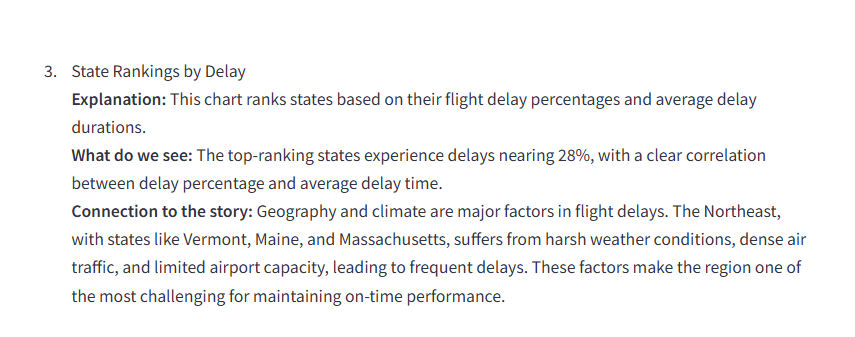 3. State Rankings by Delay
Explanation: This chart ranks states based on their flight delay percentages and average delay
durations.
What do we see: The top-ranking states experience delays nearing 28%, with a clear correlation
between delay percentage and average delay time.
Connection to the story: Geography and climate are major factors in flight delays. The Northeast,
with states like Vermont, Maine, and Massachusetts, suffers from harsh weather conditions, dense air
traffic, and limited airport capacity, leading to frequent delays. These factors make the region one of
the most challenging for maintaining on-time performance.